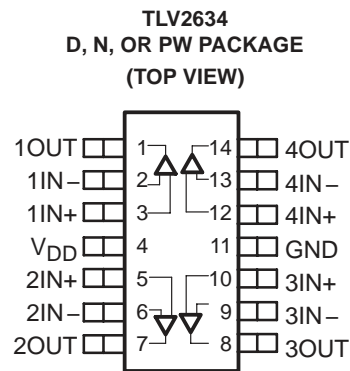 TLV2634
D, N, OR PW PACKAGE
(TOP VIEW)
1OUT 1 14 4OUT
1IN− 2 13 4IN−
1IN+ 3 12 4IN+
VDD 4 11 GND
2IN+ 5 10 3IN+
2IN− 6 9 3IN−
2OUT 7 8 3OUT